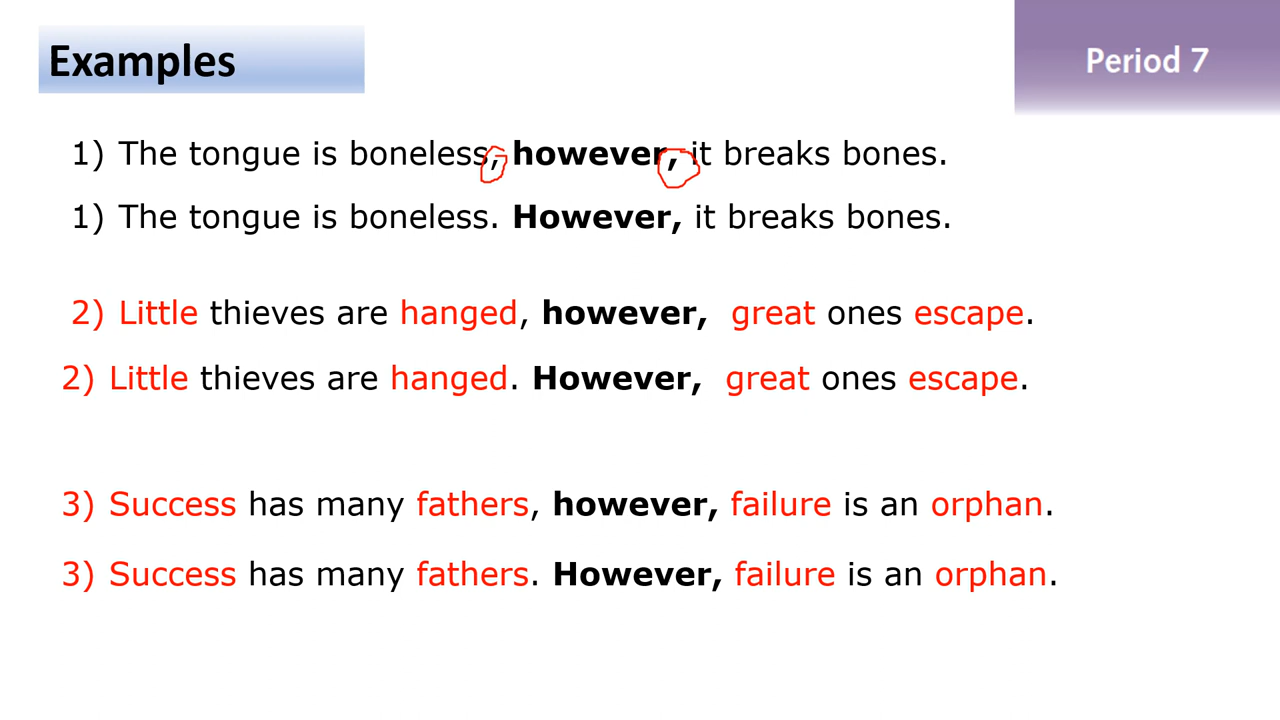 Examples
Period 7
1) The tongue is boneless, however, it breaks bones.
1) The tongue is boneless. However, it breaks bones.
2) Little thieves are hanged, however, great ones escape.
2) Little thieves are hanged. However, great ones escape.
3) Success has many fathers, however, failure is an orphan.
3) Success has many fathers. However, failure is an orphan.